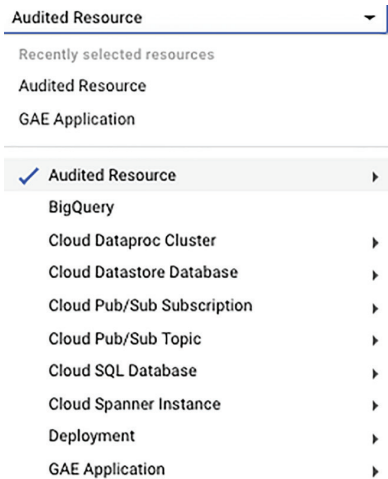 Audited Resource
Recently selected resources
Audited Resource
GAE Application
Audited Resource
BigQuery
Cloud Dataproc Cluster
Cloud Datastore Database
Cloud Pub/Sub Subscription
Cloud Pub/Sub Topic
Cloud SQL Database
Cloud Spanner Instance
Deployment
GAE Application